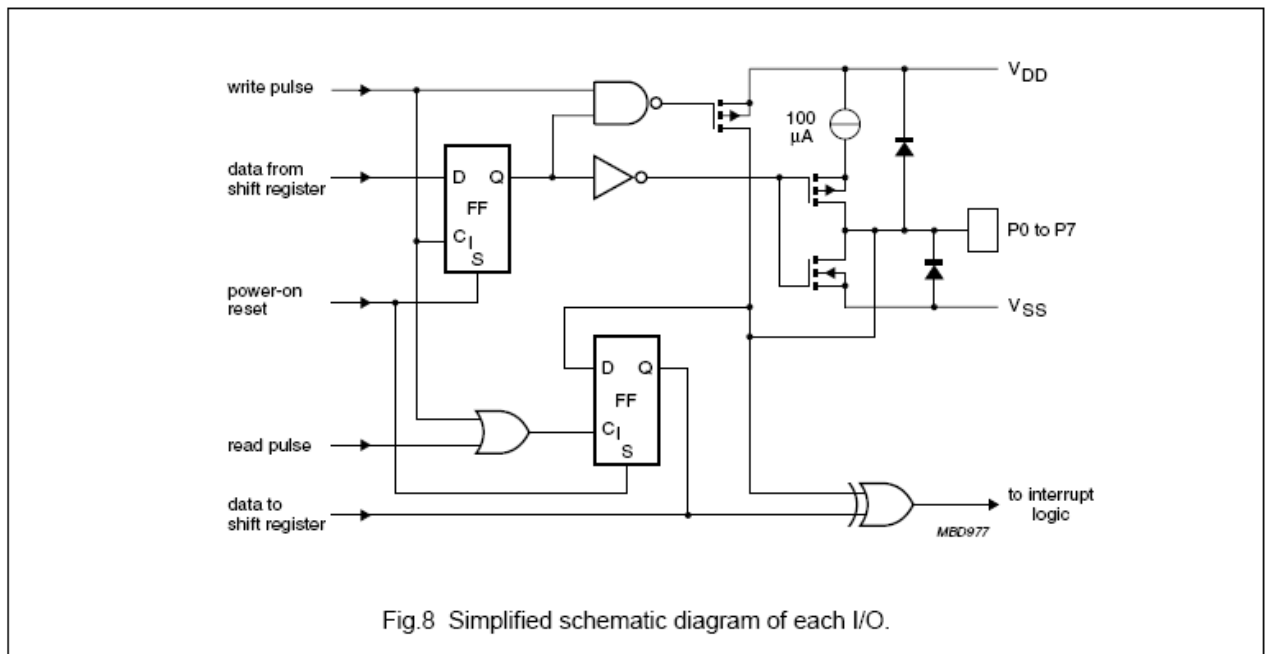 write pulse
V DD
100
μA
data from
shift register
D Q
FF
C I
S
P0 to P7
power-on
reset
V SS
D Q
FF
C I
S
read pulse
data to
shift register
to interrupt
logic
MBD977
Fig.8 Simplified schematic diagram of each I/O.